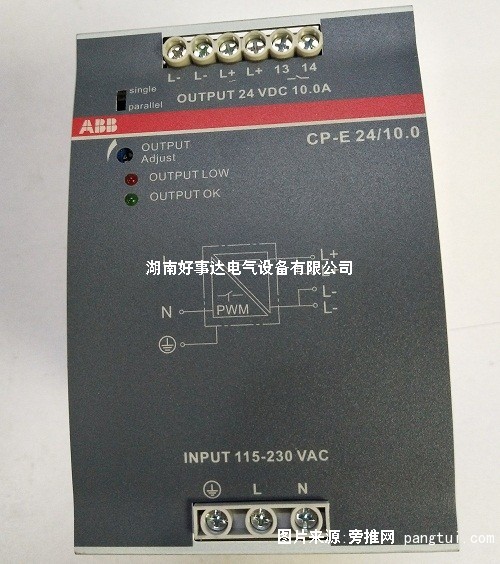 L- L- L+ L+ 13 14
single
parallel
OUTPUT 24 VDC 10.0A
ABB
CP-E 24/10.0
OUTPUT
Adjust
OUTPUT LOW
OUTPUT OK
L+
湖南好事达电气设备有限公司
L-
N
PWM
L-
INPUT 115-230 VAC
L N
图片来源:旁推网 pangtui.com